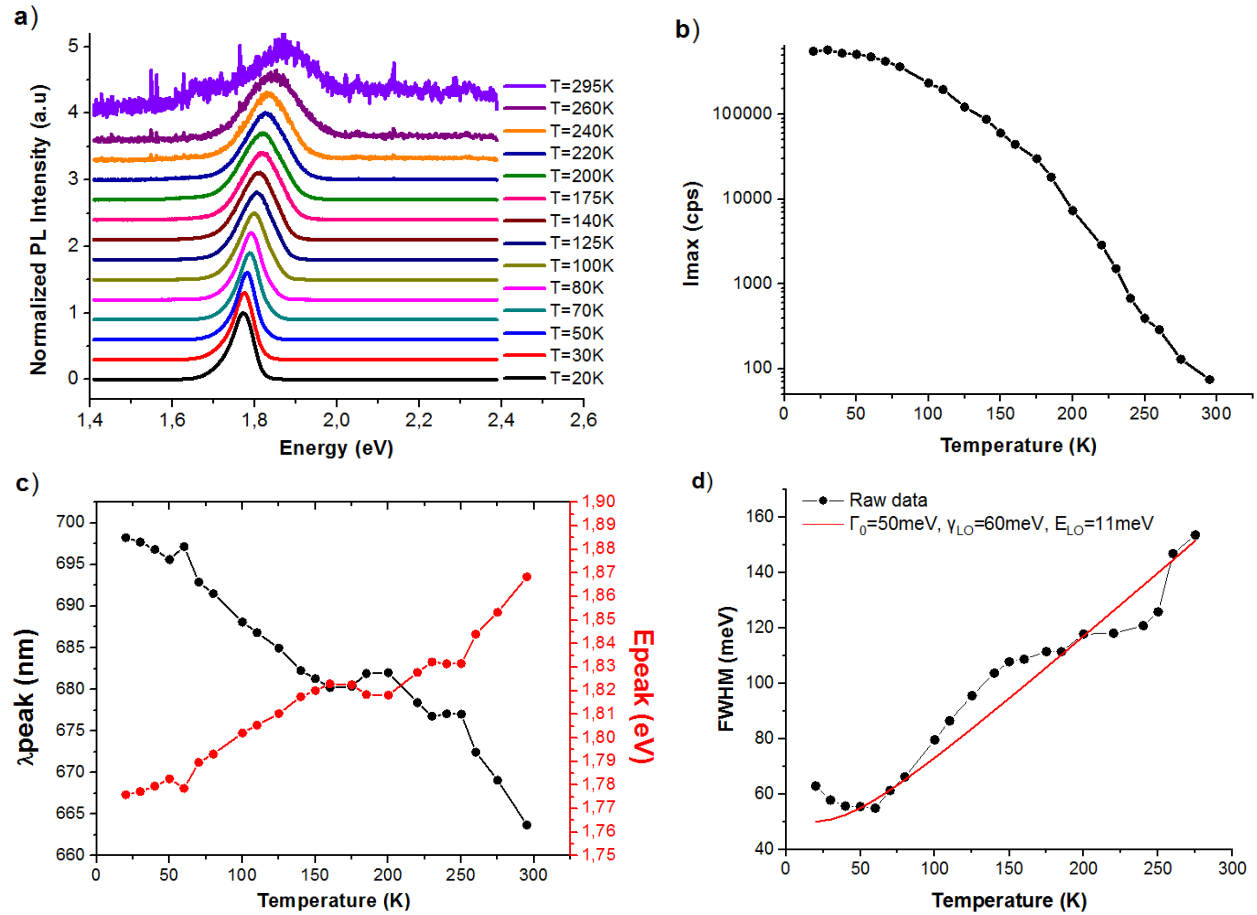 a)
Normalized PL Intensity (a.u)
5
4
3
2
1
0
1,4
1,6
1,8
2,0
2,2
2,4
2,6
Energy (eV)
T=295K
T=260K
T=240K
T=220K
T=200K
T=175K
T=140K
T=125K
T=100K
T=80K
T=70K
T=50K
T=30K
T=20K
b)
Imax (cps)
100000
10000
1000
100
0
50
100
150
200
250
300
Temperature (K)
c)
λpeak (nm)
700
695
690
685
680
675
670
665
660
0
50
100
150
200
250
300
Temperature (K)
1,90
1,89
1,88
1,87
1,86
1,85
1,84
1,83
1,82
1,81
1,80
1,79
1,78
1,77
1,76
1,75
Epeak (eV)
d)
Raw data
Γ₀=50meV, γLO=60meV, ELO=11meV
FWHM (meV)
160
140
120
100
80
60
40
0
50
100
150
200
250
300
Temperature (K)